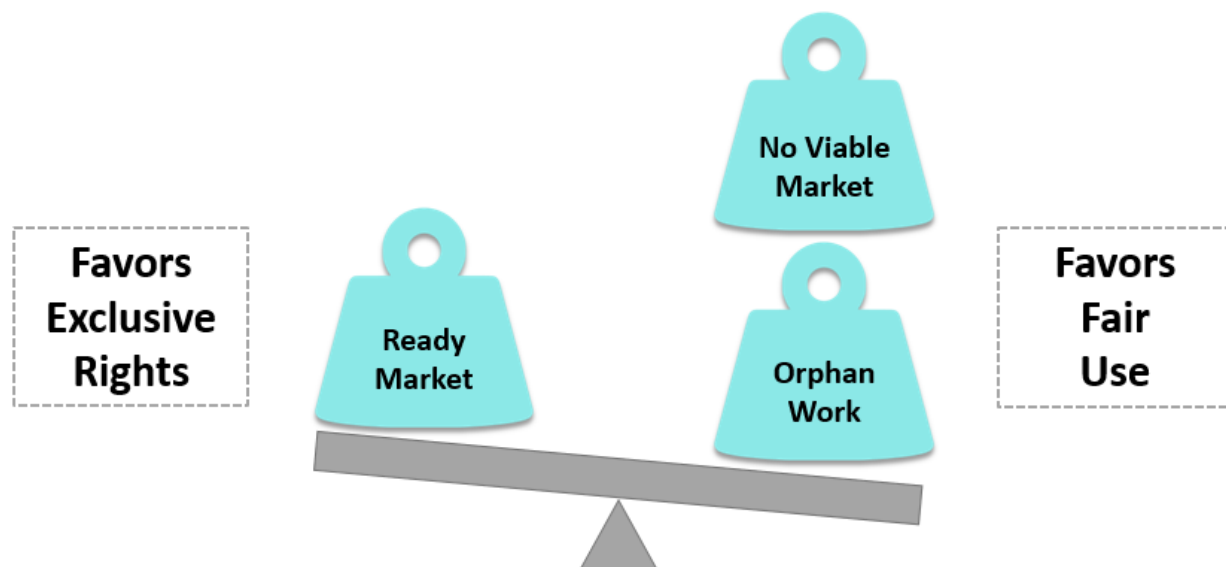 Favors
Exclusive
Rights
Ready
Market
No Viable
Market
Orphan
Work
Favors
Fair
Use